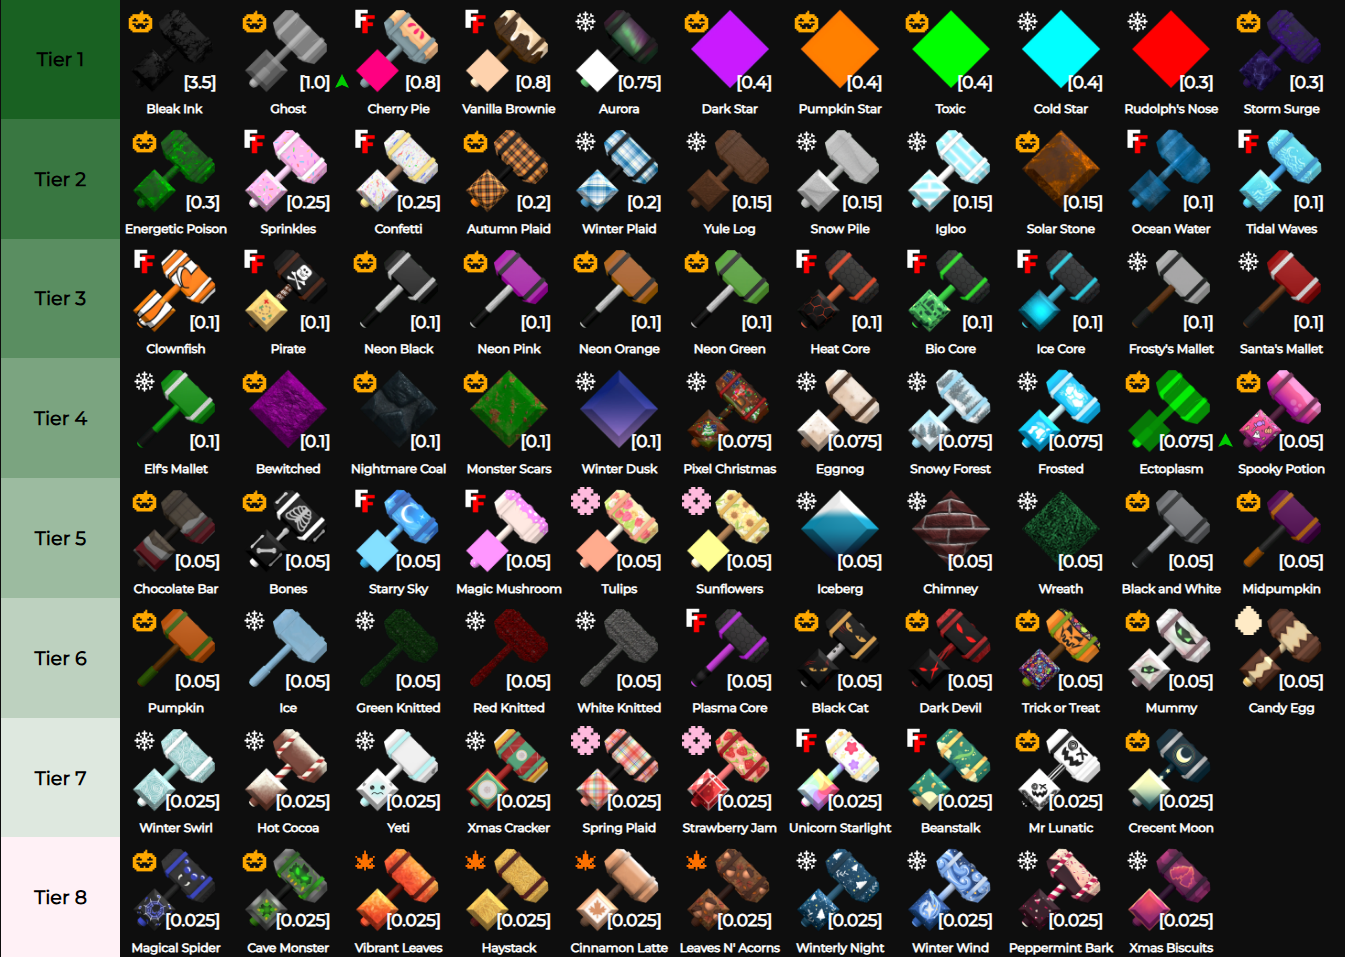 Tier 1
[3.5] [1.0] [0.8] [0.8] [0.75] [0.4] [0.4] [0.4] [0.4] [0.3] [0.3]
Bleak Ink Ghost Cherry Pie Vanilla Brownie Aurora Dark Star Pumpkin Star Toxic Cold Star Rudolph's Nose Storm Surge
Tier 2
[0.3] [0.25] [0.25] [0.2] [0.2] [0.15] [0.15] [0.15] [0.15] [0.1] [0.1]
Energetic Poison Sprinkles Confetti Autumn Plaid Winter Plaid Yule Log Snow Pile Igloo Solar Stone Ocean Water Tidal Waves
Tier 3
[0.1] [0.1] [0.1] [0.1] [0.1] [0.1] [0.1] [0.1] [0.1] [0.1] [0.1]
Clownfish Pirate Neon Black Neon Pink Neon Orange Neon Green Heat Core Bio Core Ice Core Frosty's Mallet Santa's Mallet
Tier 4
[0.1] [0.1] [0.1] [0.1] [0.1] [0.075] [0.075] [0.075] [0.075] [0.075] [0.05]
Elf's Mallet Bewitched Nightmare Coal Monster Scars Winter Dusk Pixel Christmas Eggnog Snowy Forest Frosted Ectoplasm Spooky Potion
Tier 5
[0.05] [0.05] [0.05] [0.05] [0.05] [0.05] [0.05] [0.05] [0.05] [0.05] [0.05]
Chocolate Bar Bones Starry Sky Magic Mushroom Tulips Sunflowers Iceberg Chimney Wreath Black and White Midpumpkin
Tier 6
[0.05] [0.05] [0.05] [0.05] [0.05] [0.05] [0.05] [0.05] [0.05] [0.05] [0.05]
Pumpkin Ice Green Knitted Red Knitted White Knitted Plasma Core Black Cat Dark Devil Trick or Treat Mummy Candy Egg
Tier 7
[0.025] [0.025] [0.025] [0.025] [0.025] [0.025] [0.025] [0.025] [0.025] [0.025]
Winter Swirl Hot Cocoa Yeti Xmas Cracker Spring Plaid Strawberry Jam Unicorn Starlight Beanstalk Mr Lunatic Crecent Moon
Tier 8
[0.025] [0.025] [0.025] [0.025] [0.025] [0.025] [0.025] [0.025] [0.025] [0.025]
Magical Spider Cave Monster Vibrant Leaves Haystack Cinnamon Latte Leaves N' Acorns Winterly Night Winter Wind Peppermint Bark Xmas Biscuits